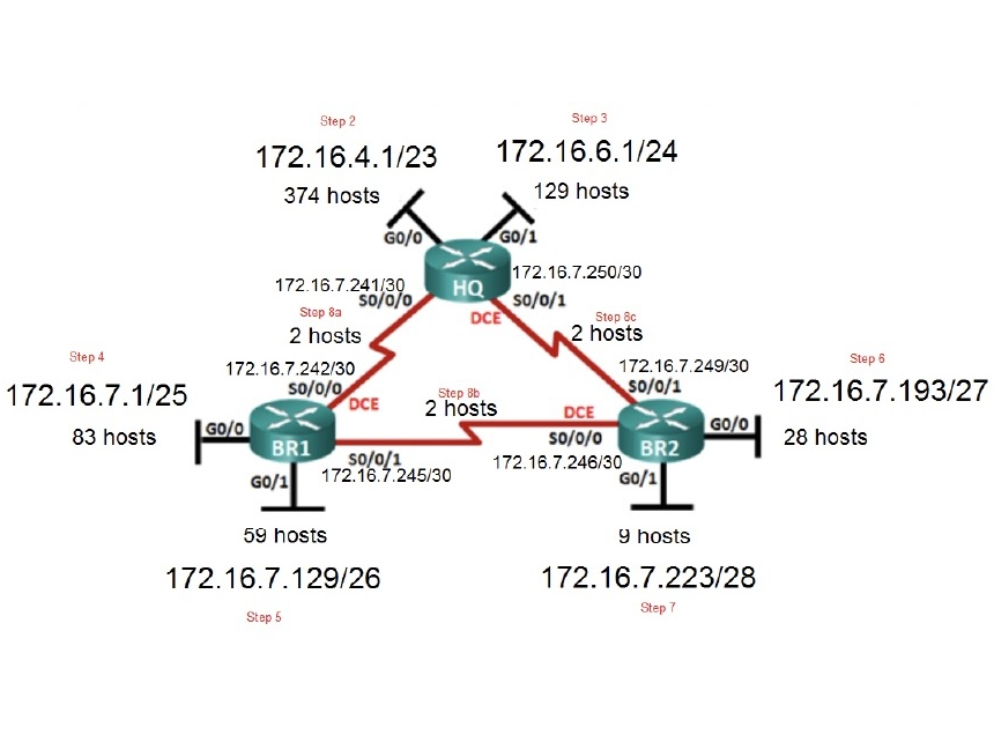 Step 2
Step 3
172.16.4.1/23
172.16.6.1/24
374 hosts
129 hosts
G0/0
G0/1
172.16.7.241/30
HQ
172.16.7.250/30
S0/0/0
S0/0/1
Step 8a
DCE
Step 8c
2 hosts
2 hosts
Step 4
172.16.7.242/30
172.16.7.249/30
Step 6
172.16.7.1/25
S0/0/0
DCE
Step 8b
2 hosts
DCE
S0/0/1
172.16.7.193/27
83 hosts
G0/0
BR1
S0/0/1
172.16.7.245/30
S0/0/0
172.16.7.246/30
BR2
G0/0
28 hosts
G0/1
G0/1
59 hosts
9 hosts
172.16.7.129/26
172.16.7.223/28
Step 5
Step 7